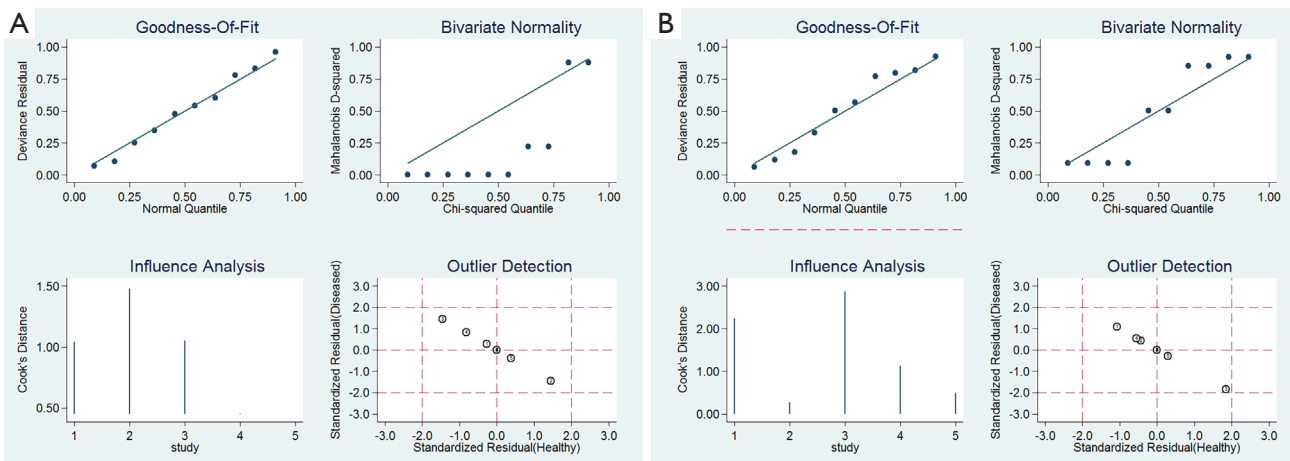 A
Goodness-Of-Fit
Deviance Residual
1.00
0.75
0.50
0.25
0.00
0.00 0.25 0.50 0.75 1.00
Normal Quantile
Bivariate Normality
Mahalanobis D-squared
1.00
0.75
0.50
0.25
0.00
0.00 0.25 0.50 0.75 1.00
Chi-squared Quantile
Influence Analysis
Cook's Distance
1.50
1.00
0.50
1 2 3 4 5
study
Outlier Detection
Standardized Residual(Diseased)
3.0
2.0
1.0
0.0
-1.0
-2.0
-3.0
-3.0 -2.0 -1.0 0.0 1.0 2.0 3.0
Standardized Residual(Healthy)
B
Goodness-Of-Fit
Deviance Residual
1.00
0.75
0.50
0.25
0.00
0.00 0.25 0.50 0.75 1.00
Normal Quantile
Bivariate Normality
Mahalanobis D-squared
1.00
0.75
0.50
0.25
0.00
0.00 0.25 0.50 0.75 1.00
Chi-squared Quantile
Influence Analysis
Cook's Distance
3.00
2.00
1.00
0.00
1 2 3 4 5
study
Outlier Detection
Standardized Residual(Diseased)
3.0
2.0
1.0
0.0
-1.0
-2.0
-3.0
-3.0 -2.0 -1.0 0.0 1.0 2.0 3.0
Standardized Residual(Healthy)